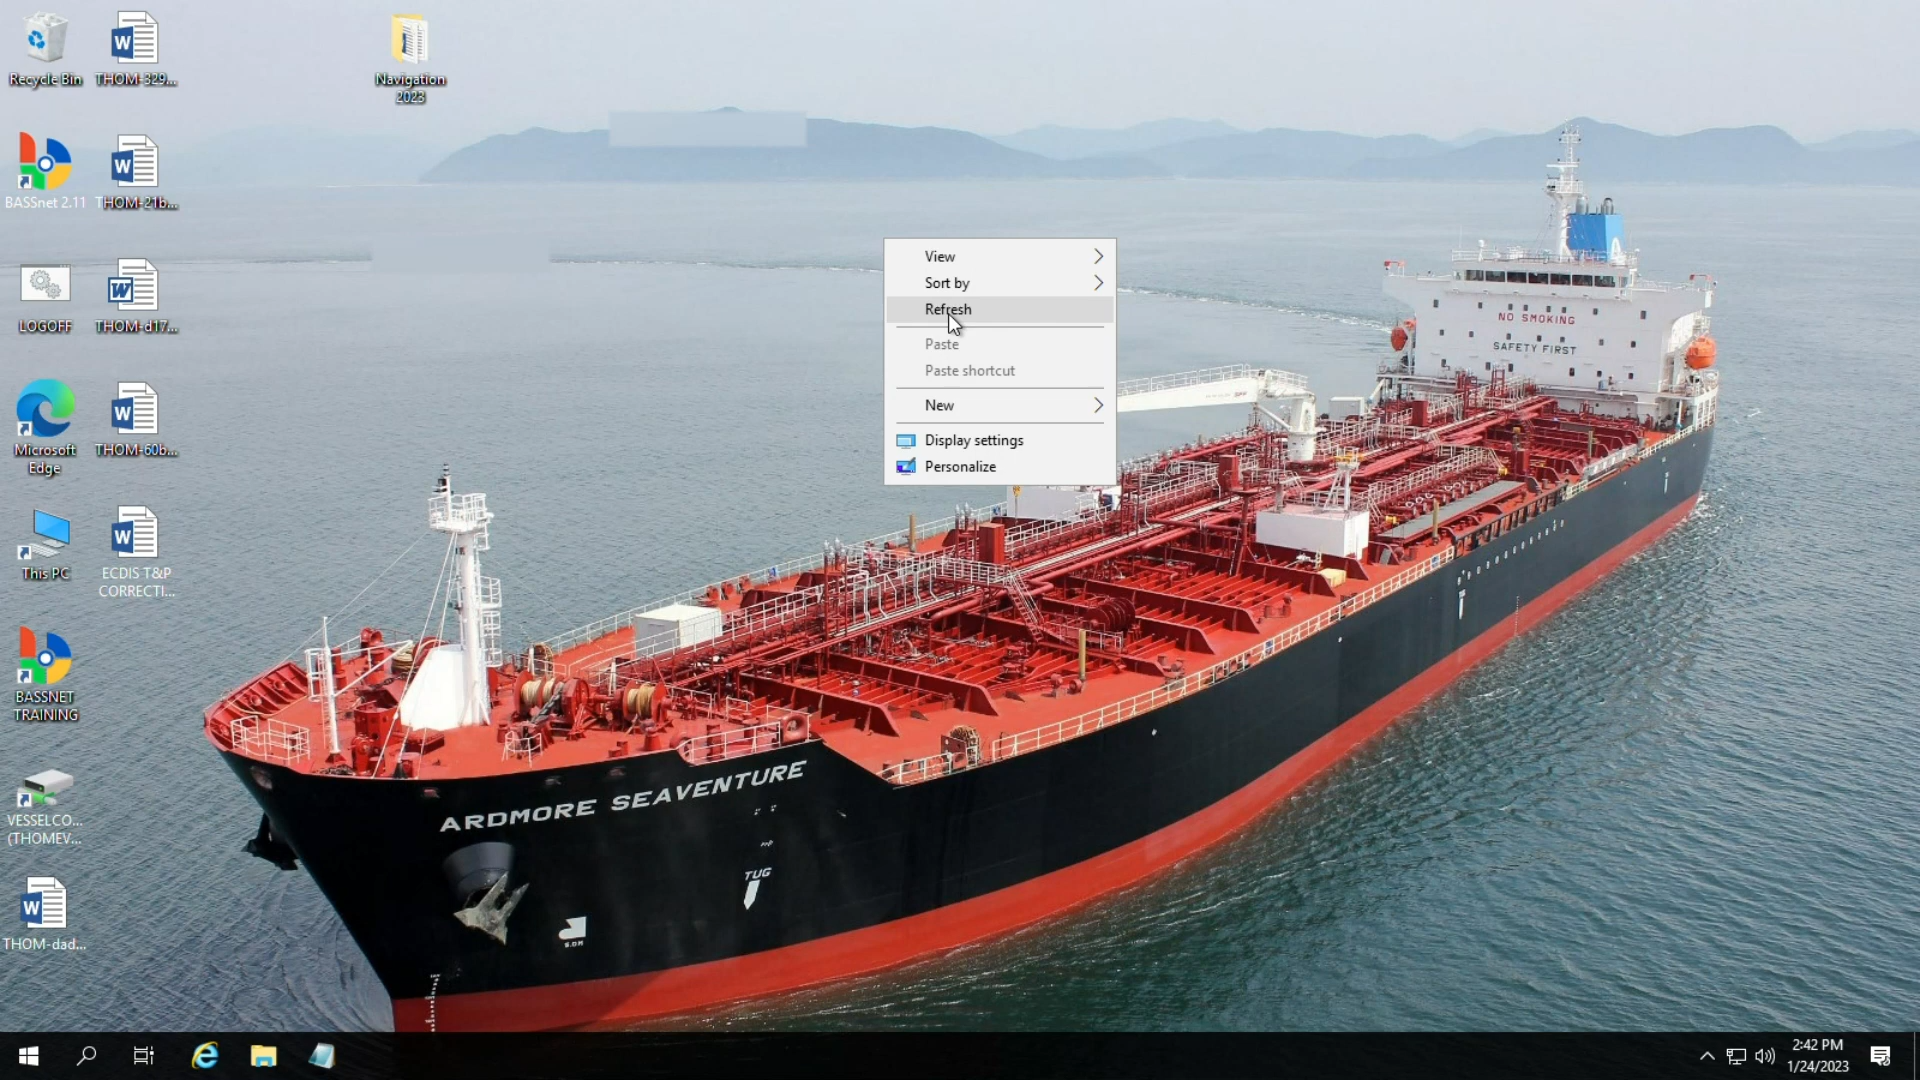 Recycle Bin
THOM-329...
Navigation
2023
BASSnet 2.11
THOM-21b...
LOGOFF
THOM-d17...
Microsoft
Edge
THOM-60b...
This PC
ECDIS T&P
CORRECTI...
BASSNET
TRAINING
VESSELCO...
(THOMEV...
THOM-dad...
View
Sort by
Refresh
Paste
Paste shortcut
New
Display settings
Personalize
NO SMOKING
SAFETY FIRST
ARDMORE SEAVENTURE
TUG
TUG
2:42 PM
1/24/2023